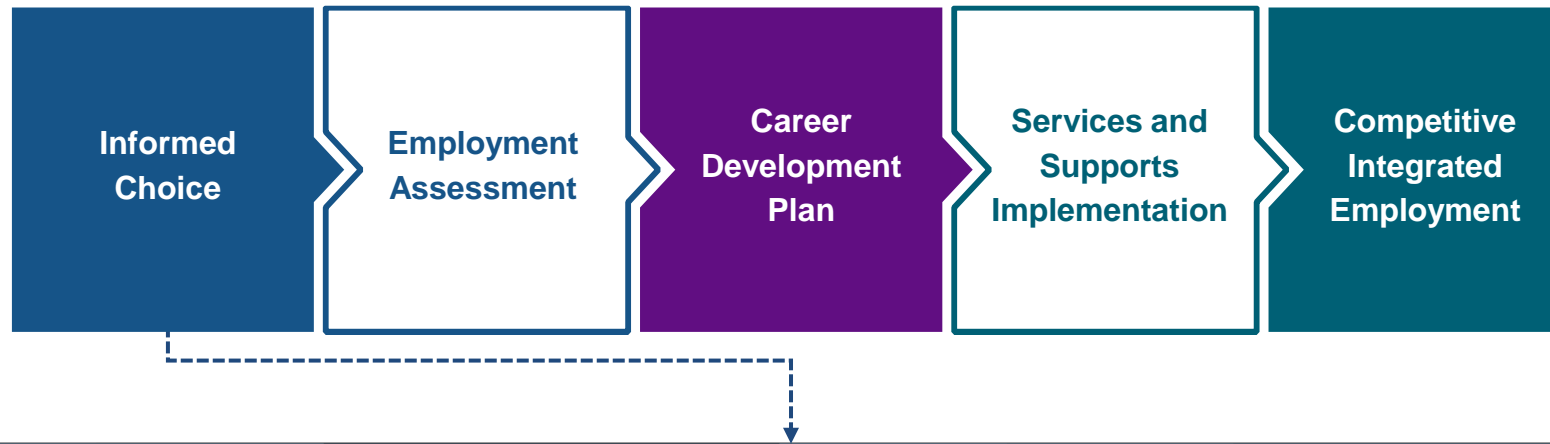 Informed
Choice
Employment
Assessment
Career
Development
Plan
Services and
Supports
Implementation
Competitive
Integrated
Employment